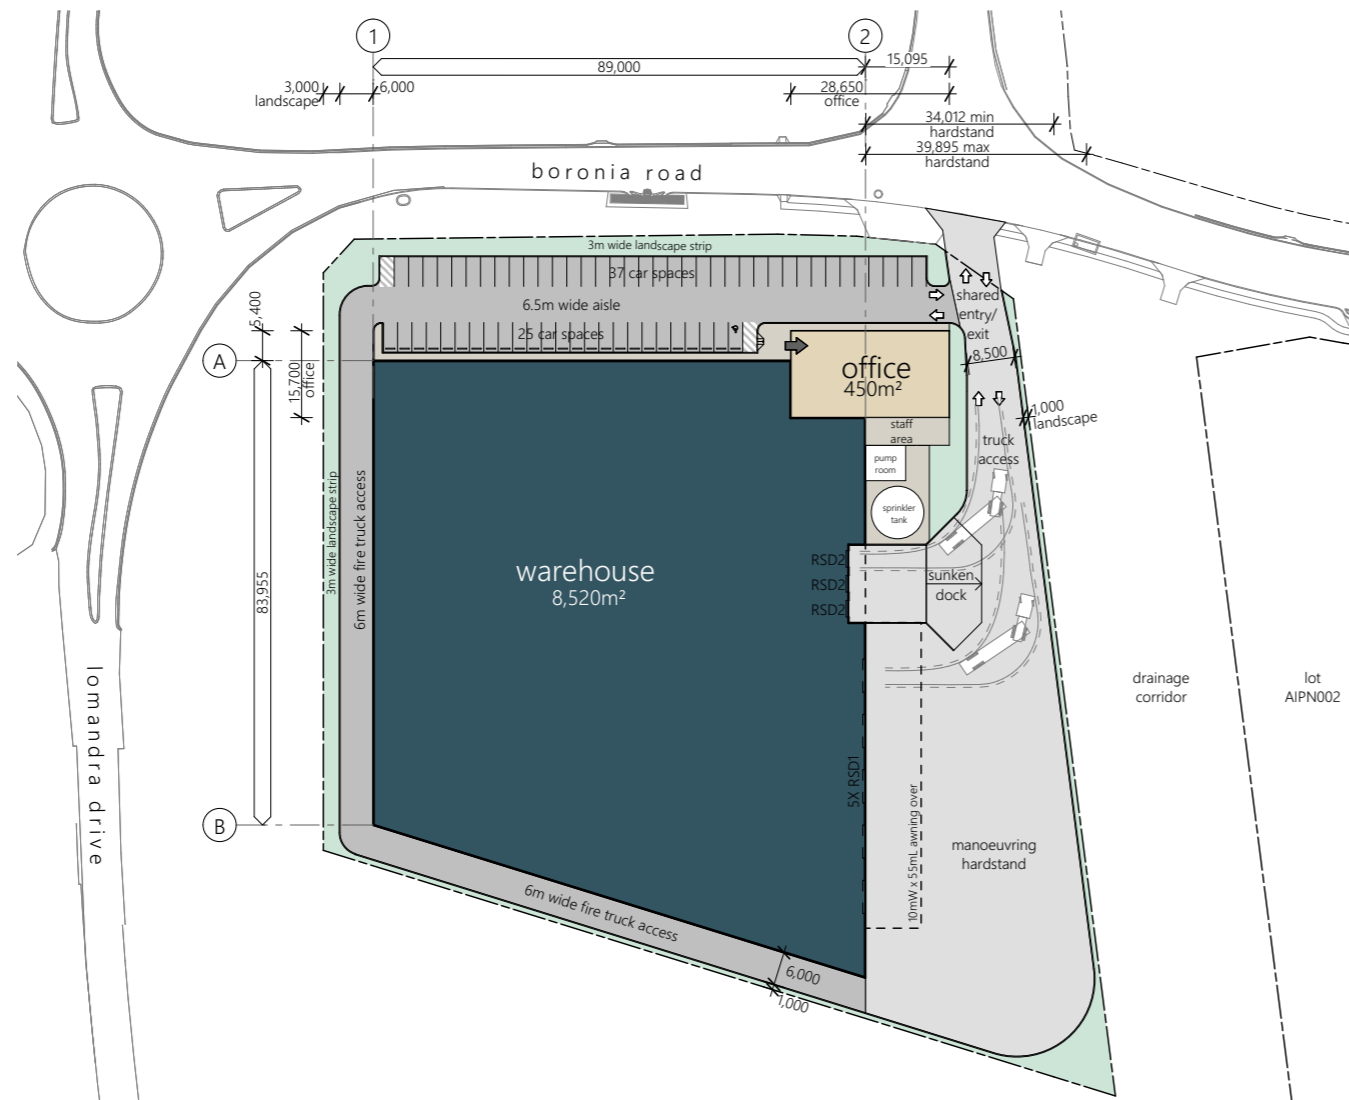 1
2
89,000
15,095
3,000
landscape
6,000
28,650
office
34,012 min
hardstand
39,895 max
hardstand
boronia road
3m wide landscape strip
37 car spaces
6.5m wide aisle
25 car spaces
shared
entry/
exit
5,400
A
15,700
office
office
450m²
8,500
1,000
landscape
staff
area
truck
access
pump
room
sprinkler
tank
3m wide landscape strip
6m wide fire truck access
83,955
warehouse
8,520m²
RSD2
RSD2
RSD2
sunken
dock
lomandra drive
drainage
corridor
lot
AIPN002
5X RSD1
10mW x 55mL awning over
B
manoeuvring
hardstand
6m wide fire truck access
6,000
1,000